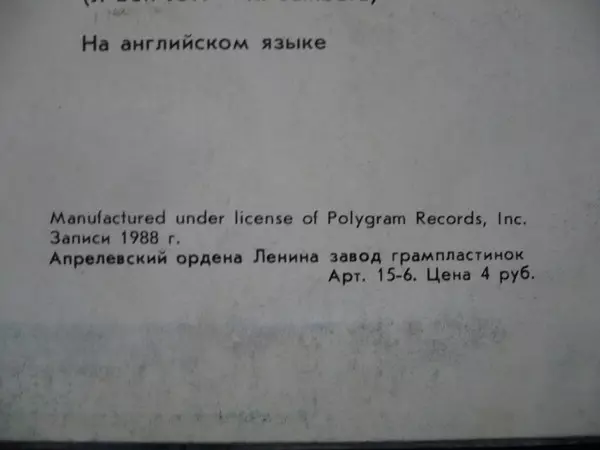 На английском языке
Manufactured under license of Polygram Records, Inc.
Записи 1988 г.
Апрелевский ордена Ленина завод грампластинок
Арт. 15-6. Цена 4 руб.